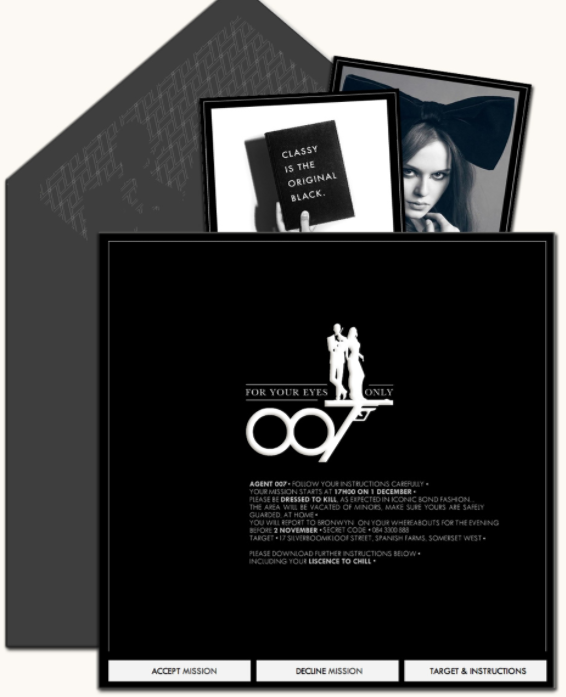 CLASSY
IS THE
ORIGINAL
BLACK.
FOR YOUR EYES ONLY
007
AGENT 007• FOLLOW YOUR INSTRUCTIONS CAREFULLY •
YOUR MISSION STARTS AT 17H00 ON 1 DECEMBER •
PLEASE BE DRESSED TO KILL, AS EXPECTED IN ICONIC BOND FASHION .
THE AREA WILL BE VACATED OF MINORS, MAKE SURE YOURS ARE SAFELY
GUARDED, AT HOME•
YOU WILL REPORT TO BRONWYN ON YOUR WHEREABOUTS FOR THE EVENING
BEFORE 2 NOVEMBER •SECRET CODE • 084 3300 888
TARGET •17 SILVERBOOMKLOOF STREET, SPANISH FARMS, SOMERSET WEST•
PLEASE DOWNLOAD FURTHER INSTRUCTIONS BELOW •
INCLUDING YOUR LISCENCE TO CHILL •
ACCEPT MISSION
DECLINE MISSION
TARGET & INSTRUCTIONS